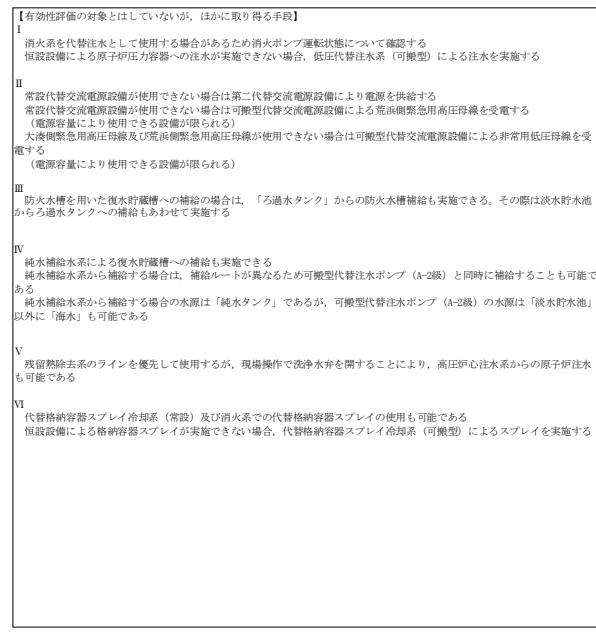 【有効性評価の対象とはしていないが，ほかに取り得る手段】
Ⅰ
消火系を代替注水として使用する場合があるため消火ポンプ運転状態について確認する
恒設設備による原子炉圧力容器への注水が実施できない場合，低圧代替注水系（可搬型）による注水を実施する
Ⅱ
常設代替交流電源設備が使用できない場合は第二代替交流電源設備により電源を供給する
常設代替交流電源設備が使用できない場合は可搬型代替交流電源設備による荒浜側緊急用高圧母線を受電する
（電源容量により使用できる設備が限られる）
大湊側緊急用高圧母線及び荒浜側緊急用高圧母線が使用できない場合は可搬型代替交流電源設備による非常用低圧母線を受
電する
（電源容量により使用できる設備が限られる）
Ⅲ
防火水槽を用いた復水貯蔵槽への補給の場合は，「ろ過水タンク」からの防火水槽補給も実施できる。その際は淡水貯水池
からろ過水タンクへの補給もあわせて実施する
Ⅳ
純水補給水系による復水貯蔵槽への補給も実施できる
純水補給水系から補給する場合は，補給ルートが異なるため可搬型代替注水ポンプ（A-2級）と同時に補給することも可能で
ある
純水補給水系から補給する場合の水源は「純水タンク」であるが，可搬型代替注水ポンプ（A-2級）の水源は「淡水貯水池」
以外に「海水」も可能である
Ⅴ
残留熱除去系のラインを優先して使用するが，現場操作で洗浄水弁を開することにより，高圧炉心注水系からの原子炉注水
も可能である
Ⅵ
代替格納容器スプレイ冷却系（常設）及び消火系での代替格納容器スプレイの使用も可能である
恒設設備による格納容器スプレイが実施できない場合，代替格納容器スプレイ冷却系（可搬型）によるスプレイを実施する